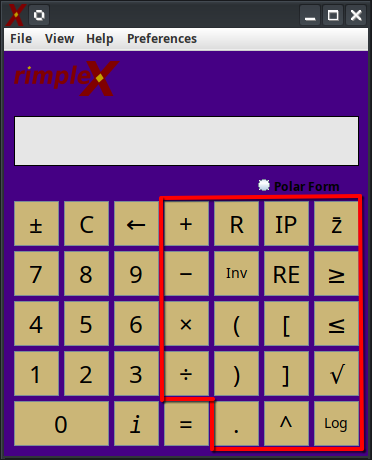 File View Help Preferences
rimpleX
Polar Form
± C ← + R IP z̄
7 8 9 − Inv RE ≥
4 5 6 × ( [ ≤
1 2 3 ÷ ) ] √
0 i = . ^ Log